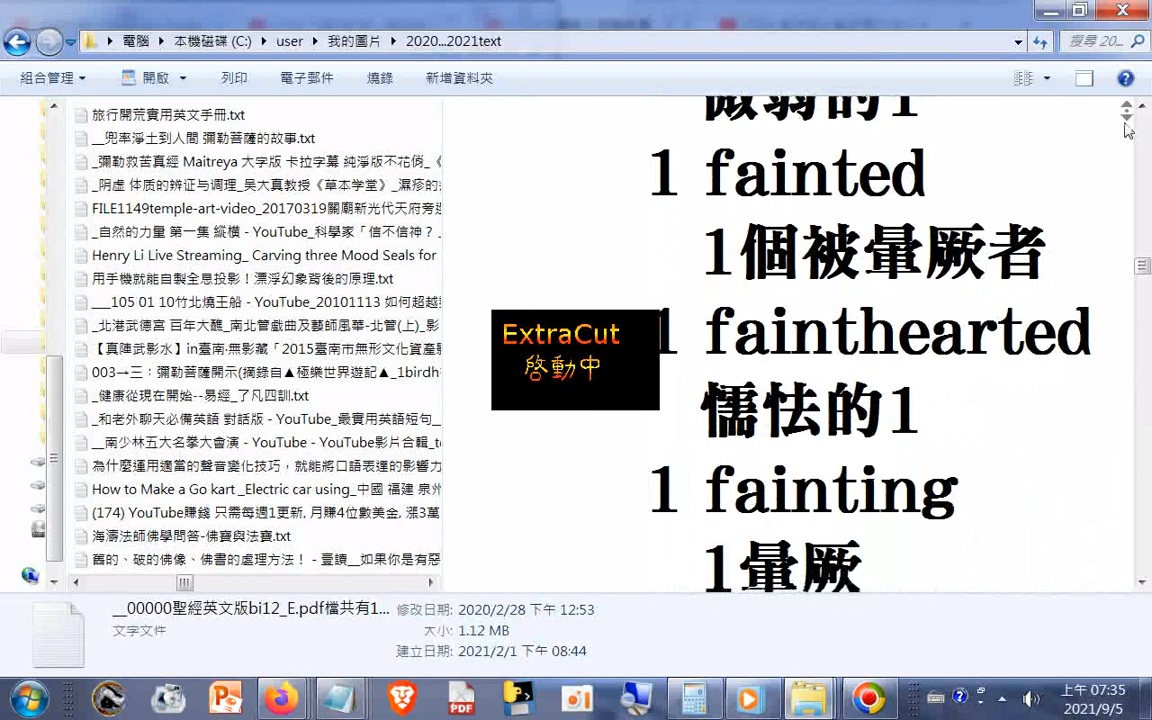 電腦 本機磁碟 (C:) user 我的圖片 2020...2021text 搜尋 20...
組合管理 開啟 列印 電子郵件 燒錄 新增資料夾
旅行開荒實用英文手冊.txt
__兜率淨土到人間 彌勒菩薩的故事.txt
_彌勒救苦真經 Maitreya 大字版 卡拉字幕 純淨版不花俏_《
_阴虚 体质的辨证与调理_吴大真教授《草本学堂》_濕疹的
FILE1149temple-art-video_20170319關廟新光代天府旁邊
_自然的力量 第一集 縱橫 - YouTube_科學家「信不信神？」
Henry Li Live Streaming_ Carving three Mood Seals for
用手機就能自製全息投影! 漂浮幻象背後的原理.txt
___105 01 10竹北燒王船 - YouTube_20101113 如何超越
_北港武德宮 百年大醮_南北管戲曲及藝師風華-北管(上)_影
【真陣武影水】in臺南·無影藏「2015臺南市無形文化資產
003→三：彌勒菩薩開示(摘錄自▲極樂世界遊記▲_1birdh
_健康從現在開始--易經_了凡四訓.txt
_和老外聊天必備英語 對話版 - YouTube_最實用英語短句_
__南少林五大名拳大會演 - YouTube - YouTube影片合輯_t
為什麼運用適當的聲音變化技巧，就能將口語表達的影響力
How to Make a Go kart _Electric car using_中國 福建 泉州
(174) YouTube賺錢 只需每週1更新, 月賺4位數美金, 漲3萬
海濤法師佛學問答-佛寶與法寶.txt
舊的、破的佛像、佛書的處理方法！ - 壹讀__如果你是有惡
微弱的1
1 fainted
1個被暈厥者
1 fainthearted
懦怯的1
1 fainting
1暈厥
ExtraCut
啓動中
__00000聖經英文版bi12_E.pdf檔共有1... 修改日期: 2020/2/28 下午 12:53
文字文件 大小: 1.12 MB
建立日期: 2021/2/1 下午 08:44
上午 07:35
2021/9/5